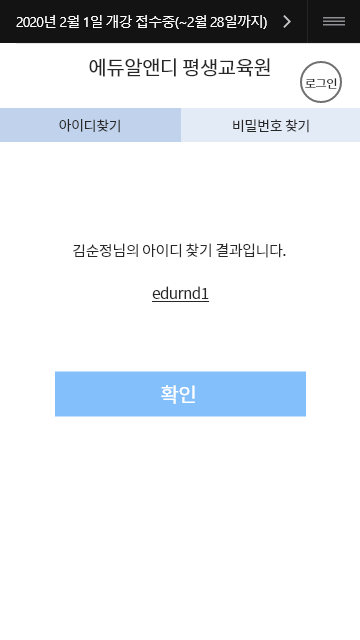 2020년 2월 1일 개강 접수중(~2월 28일까지)
에듀알앤디 평생교육원
로그인
아이디찾기
비밀번호 찾기
김순정님의 아이디 찾기 결과입니다.
edurnd1
확인